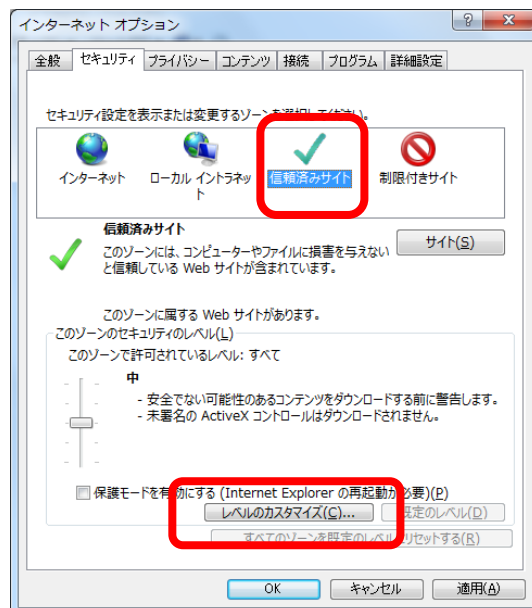 インターネット オプション
全般 セキュリティ プライバシー コンテンツ 接続 プログラム 詳細設定
セキュリティ設定を表示または変更するゾーンを選択してください。
インターネット
ローカル イントラネット
信頼済みサイト
制限付きサイト
信頼済みサイト
このゾーンには、コンピューターやファイルに損害を与えない
と信頼している Web サイトが含まれています。
サイト(S)
このゾーンに属する Web サイトがあります。
このゾーンのセキュリティのレベル(L)
このゾーンで許可されているレベル: すべて
中
- 安全でない可能性のあるコンテンツをダウンロードする前に警告します。
- 未署名の ActiveX コントロールはダウンロードされません。
保護モードを有効にする (Internet Explorer の再起動が必要)(P)
レベルのカスタマイズ(C)... 既定のレベル(D)
すべてのゾーンを既定のレベルにリセットする(R)
OK キャンセル 適用(A)